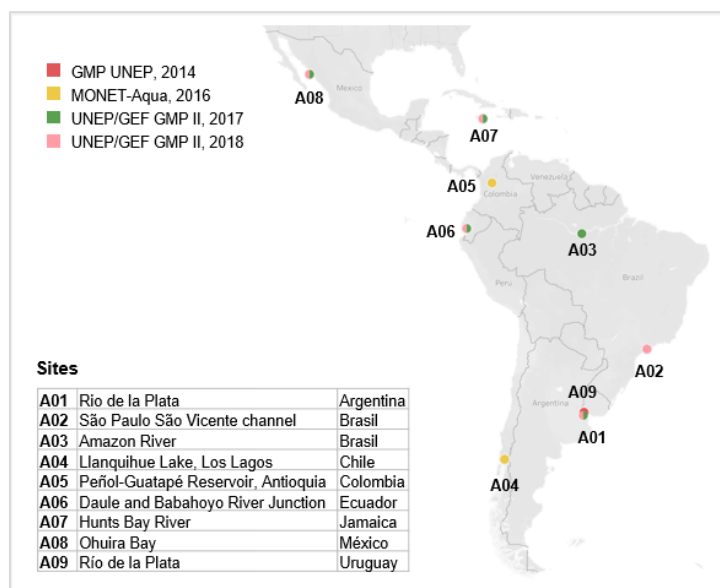 GMP UNEP, 2014
MONET-Aqua, 2016
UNEP/GEF GMP II, 2017
UNEP/GEF GMP II, 2018
Mexico
A08
A07
A05
Venezuela
Colombia
A06
A03
Brazil
Peru
A02
A09
Argentina
A01
A04
Sites
A01 Rio de la Plata Argentina
A02 São Paulo São Vicente channel Brasil
A03 Amazon River Brasil
A04 Llanquihue Lake, Los Lagos Chile
A05 Peñol-Guatapé Reservoir, Antioquia Colombia
A06 Daule and Babahoyo River Junction Ecuador
A07 Hunts Bay River Jamaica
A08 Ohuira Bay México
A09 Río de la Plata Uruguay